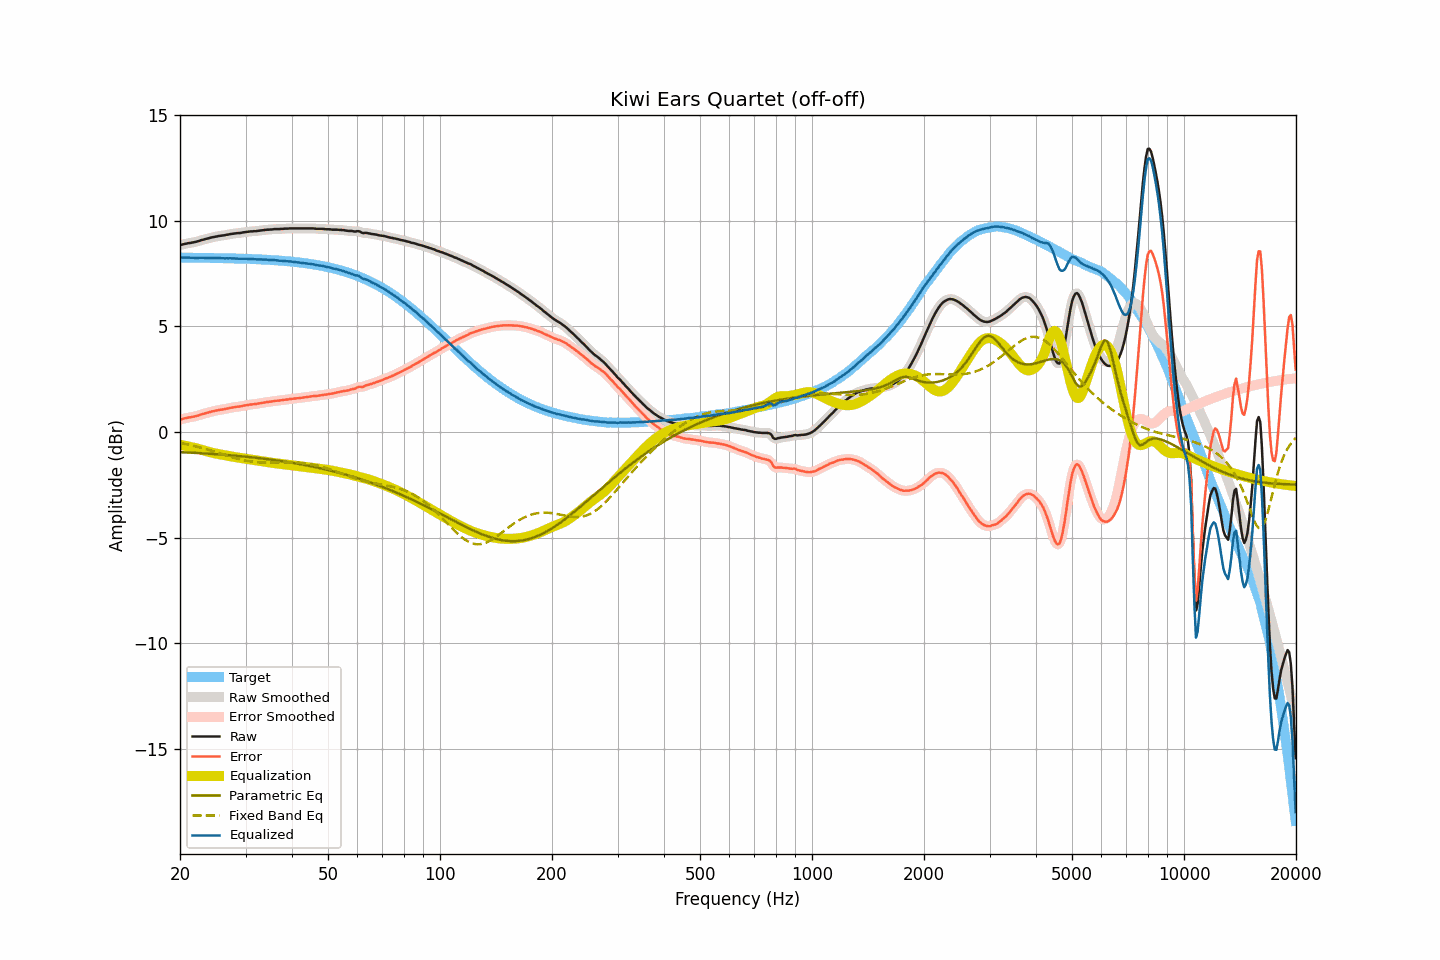 Kiwi Ears Quartet (off-off)
15
10
5
0
−5
−10
−15
Amplitude (dBr)
Target
Raw Smoothed
Error Smoothed
Raw
Error
Equalization
Parametric Eq
Fixed Band Eq
Equalized
20 50 100 200 500 1000 2000 5000 10000 20000
Frequency (Hz)